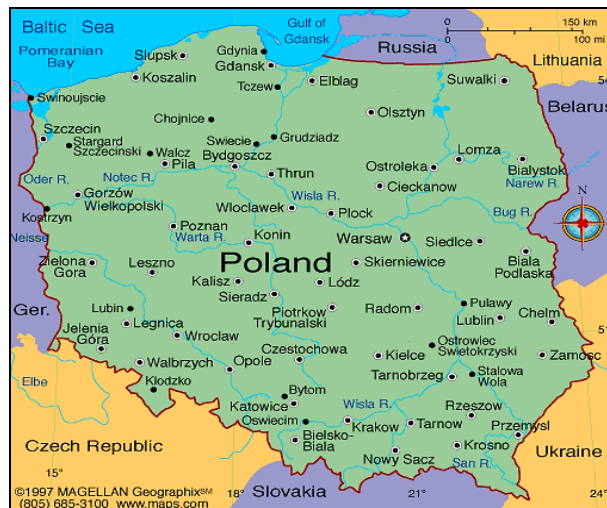 Baltic Sea
Gulf of
Gdansk
150 km
0
0
100 mi
Pomeranian
Bay
Gdynia
Slupsk
Gdansk
Russia
Lithuania
Koszalin
Tczew
Elblag
Suwalki
Swinoujscie
Belarus
Chojnice
Olsztyn
Szczecin
Stargard
Szczecinski
Walcz
Swiecie
Grudziadz
Pila
Bydgoszcz
Lomza
Ostroleka
Bialystok
Oder R.
Notec R.
Thrun
Cieckanow
Narew R.
N
Gorzów
Wielkopolski
Wisla R.
Kostrzyn
Wloclawek
Plock
Bug R.
Neisse
Poznan
Warta R.
Konin
Warsaw
Siedlce
Zielona
Gora
Leszno
Poland
Skierniewice
Biala
Podlaska
Kalisz
Lódz
Ger.
Sieradz
Lubin
Legnica
Piotrkow
Trybunalski
Radom
Pulawy
Lublin
Chelm
Jelenia
Góra
Wroclaw
Czestochowa
Ostrowiec
Swietokrzyski
Walbrzych
Opole
Kielce
Zamosc
Elbe
Klodzko
Tarnobrzeg
Stalowa
Wola
Bytom
Katowice
Wisla R.
Rzeszow
Oswiecim
Krakow
Tarnow
Przemysl
Czech Republic
Bielsko-
Biala
Krosno
Nowy Sacz
Ukraine
San R.
15°
18°
Slovakia
21°
24°
©1997 MAGELLAN Geographix℠
(805) 685-3100 www.maps.com